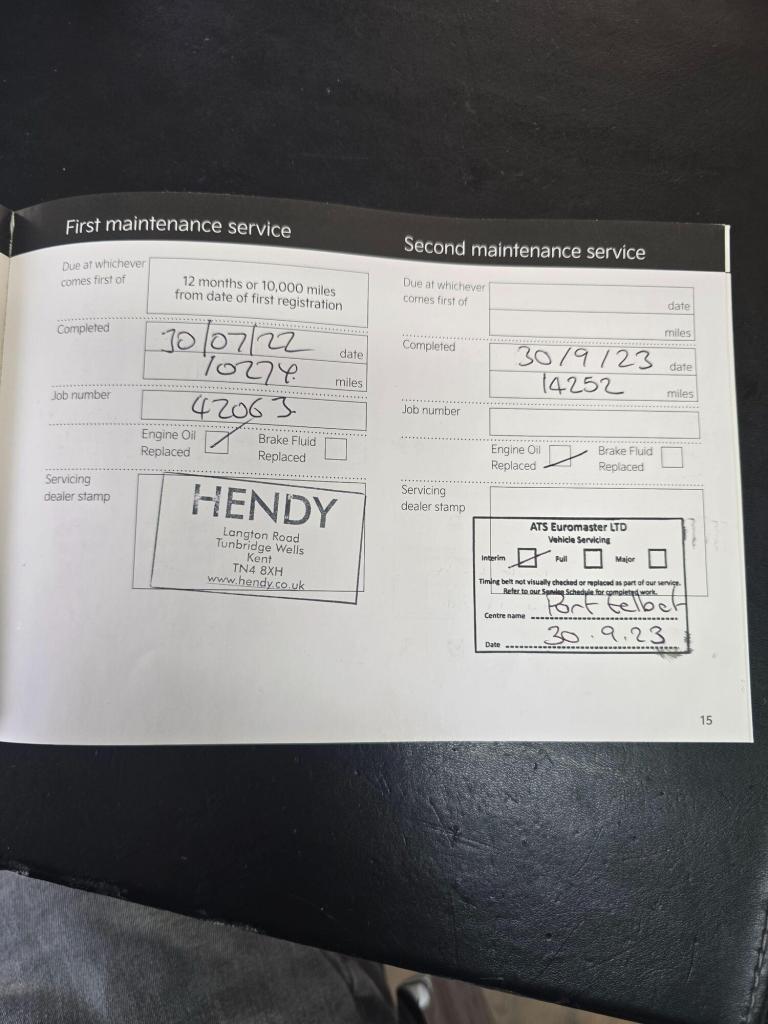 First maintenance service
Due at whichever
comes first of
12 months or 10,000 miles
from date of first registration
Completed
30/07/22 date
10274. miles
Job number
42063
Engine Oil
Replaced
Brake Fluid
Replaced
Servicing
dealer stamp
HENDY
Langton Road
Tunbridge Wells
Kent
TN4 8XH
www.hendy.co.uk
Second maintenance service
Due at whichever
comes first of
date
miles
Completed
30/9/23 date
14252 miles
Job number
Engine Oil
Replaced
Brake Fluid
Replaced
Servicing
dealer stamp
ATS Euromaster LTD
Vehicle Servicing
Interim Full Major
Timing belt not visually checked or replaced as part of our service.
Refer to our Service Schedule for completed work.
Centre name Port telbot
Date 30.9.23
15